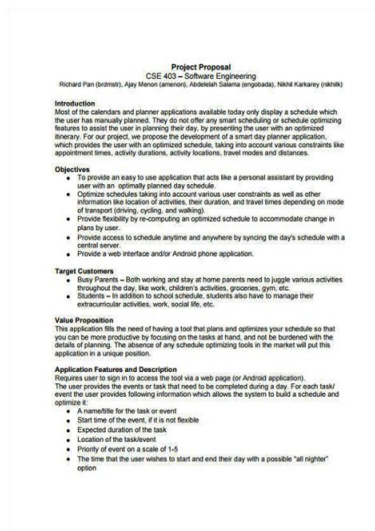 Project Proposal
CSE 403 – Software Engineering
Richard Pan (brdmstr), Ajay Menon (amenon), Abdelelah Salama (engobada), Nikhil Karkarey (nikhilk)
Introduction
Most of the calendars and planner applications available today only display a schedule which
the user has manually planned. They do not offer any smart scheduling or schedule optimizing
features to assist the user in planning their day, by presenting the user with an optimized
itinerary. For our project, we propose the development of a smart day planner application,
which provides the user with an optimized schedule, taking into account various constraints like
appointment times, activity durations, activity locations, travel modes and distances.
Objectives
● To provide an easy to use application that acts like a personal assistant by providing
user with an optimally planned day schedule.
● Optimize schedules taking into account various user constraints as well as other
information like location of activities, their duration, and travel times depending on mode
of transport (driving, cycling, and walking).
● Provide flexibility by re-computing an optimized schedule to accommodate change in
plans by user.
● Provide access to schedule anytime and anywhere by syncing the day's schedule with a
central server.
● Provide a web interface and/or Android phone application.
Target Customers
● Busy Parents – Both working and stay at home parents need to juggle various activities
throughout the day, like work, children's activities, groceries, gym, etc.
● Students – In addition to school schedule, students also have to manage their
extracurricular activities, work, social life, etc.
Value Proposition
This application fills the need of having a tool that plans and optimizes your schedule so that
you can be more productive by focusing on the tasks at hand, and not be burdened with the
details of planning. The absence of any schedule optimizing tools in the market will put this
application in a unique position.
Application Features and Description
Requires user to sign in to access the tool via a web page (or Android application).
The user provides the events or task that need to be completed during a day. For each task/
event the user provides following information which allows the system to build a schedule and
optimize it:
● A name/title for the task or event
● Start time of the event, if it is not flexible
● Expected duration of the task
● Location of the task/event
● Priority of event on a scale of 1-5
● The time that the user wishes to start and end their day with a possible "all nighter"
option